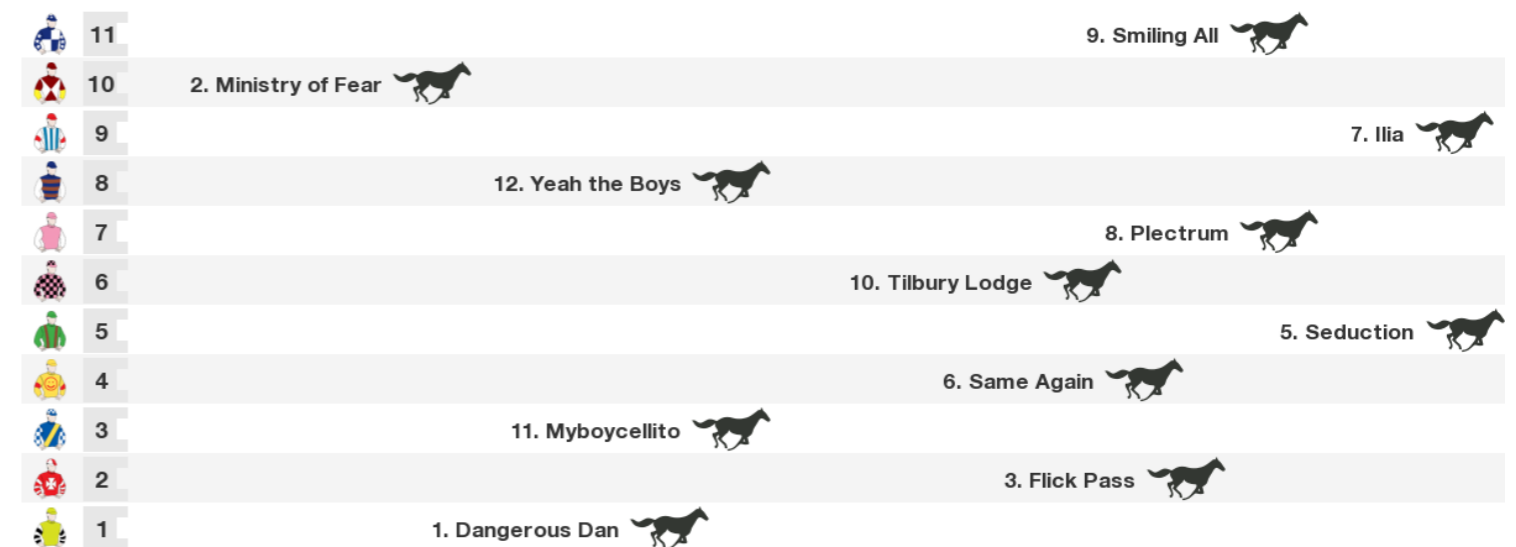 11 9. Smiling All
10 2. Ministry of Fear
9 7. Ilia
8 12. Yeah the Boys
7 8. Plectrum
6 10. Tilbury Lodge
5 5. Seduction
4 6. Same Again
3 11. Myboycellito
2 3. Flick Pass
1 1. Dangerous Dan